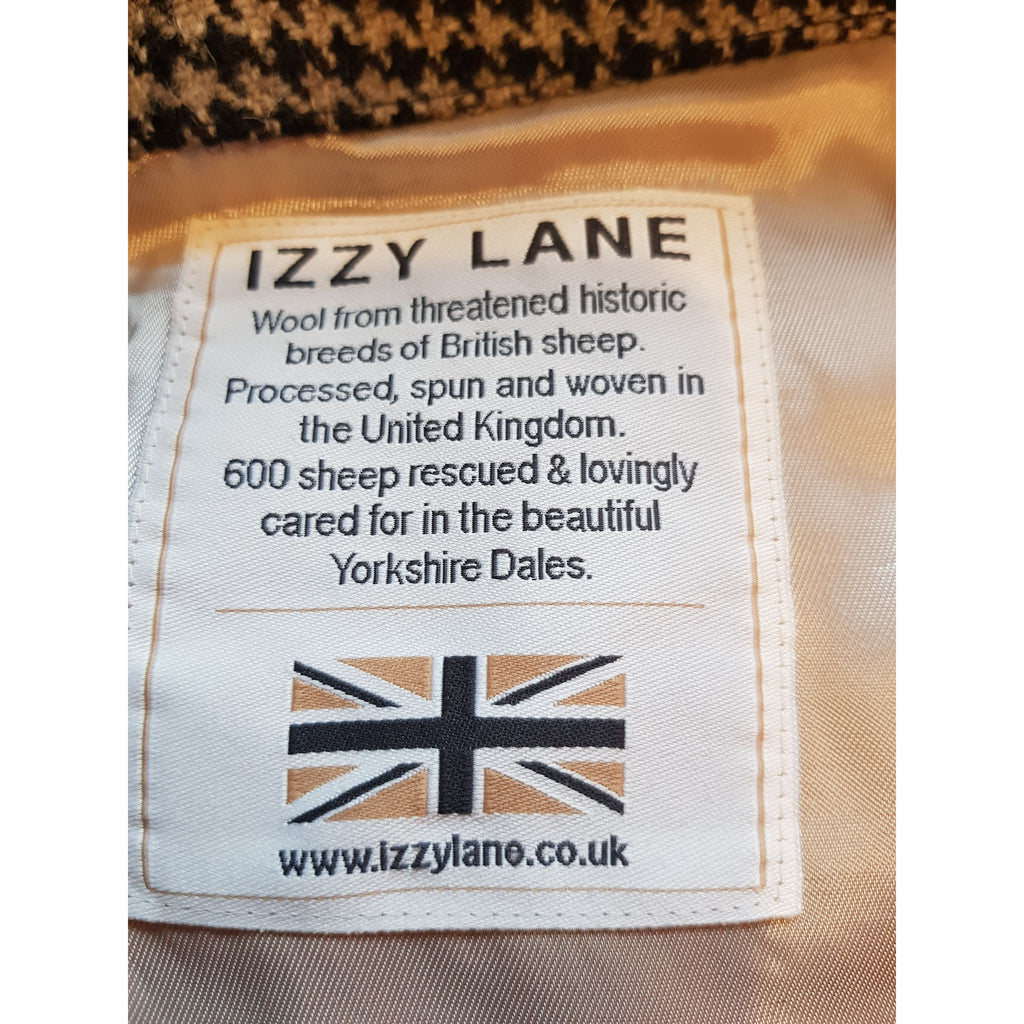 IZZY LANE
Wool from threatened historic
breeds of British sheep.
Processed, spun and woven in
the United Kingdom.
600 sheep rescued & lovingly
cared for in the beautiful
Yorkshire Dales.
www.izzylane.co.uk